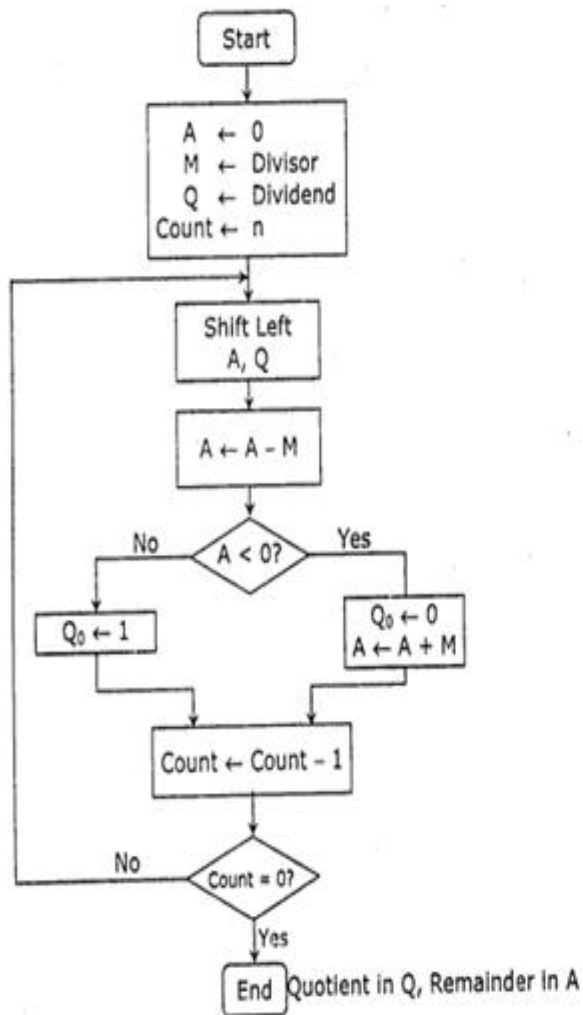 Start
A ← 0
M ← Divisor
Q ← Dividend
Count ← n
Shift Left
A, Q
A ← A – M
A < 0?
No
Yes
Q₀ ← 1
Q₀ ← 0
A ← A + M
Count ← Count – 1
Count = 0?
No
Yes
End
Quotient in Q, Remainder in A